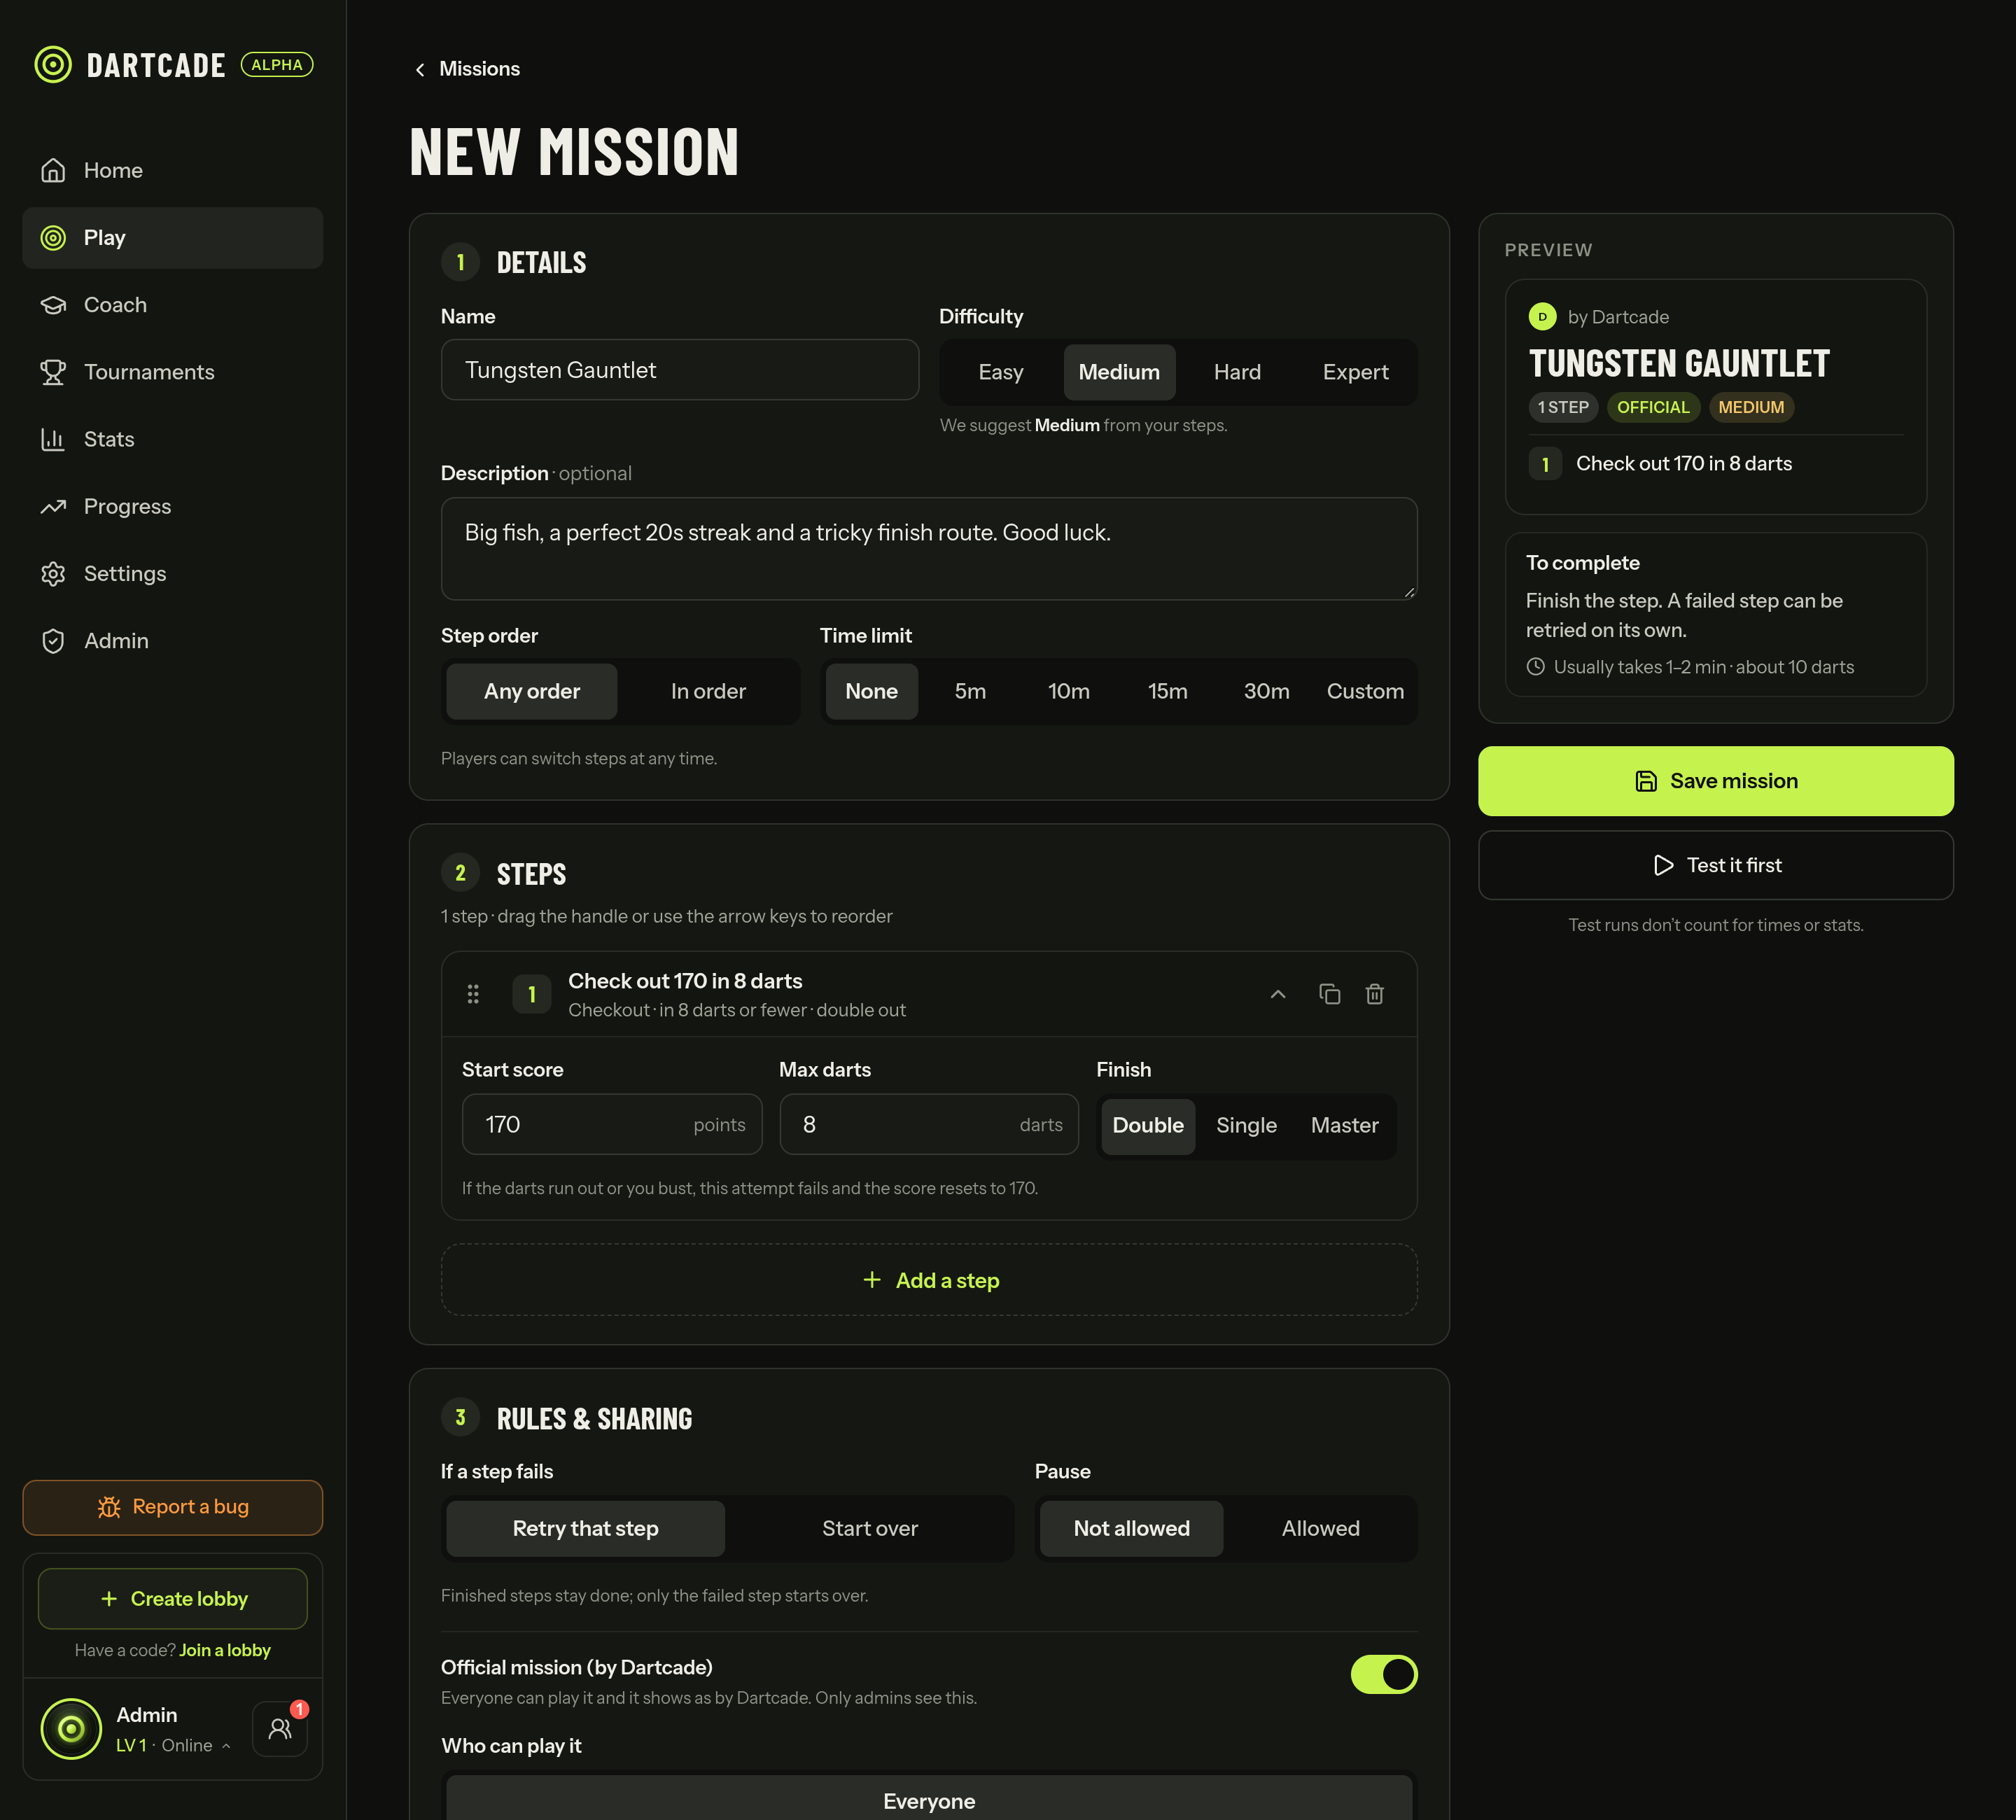 DARTCADE ALPHA
Home
Play
Coach
Tournaments
Stats
Progress
Settings
Admin
Report a bug
Create lobby
Have a code? Join a lobby
Admin
LV 1 · Online
1
Missions
NEW MISSION
1 DETAILS
Name
Tungsten Gauntlet
Difficulty
Easy Medium Hard Expert
We suggest Medium from your steps.
Description · optional
Big fish, a perfect 20s streak and a tricky finish route. Good luck.
Step order
Any order In order
Time limit
None 5m 10m 15m 30m Custom
Players can switch steps at any time.
2 STEPS
1 step · drag the handle or use the arrow keys to reorder
1 Check out 170 in 8 darts
Checkout · in 8 darts or fewer · double out
Start score
170 points
Max darts
8 darts
Finish
Double Single Master
If the darts run out or you bust, this attempt fails and the score resets to 170.
Add a step
3 RULES & SHARING
If a step fails
Retry that step Start over
Pause
Not allowed Allowed
Finished steps stay done; only the failed step starts over.
Official mission (by Dartcade)
Everyone can play it and it shows as by Dartcade. Only admins see this.
Who can play it
Everyone
PREVIEW
D by Dartcade
TUNGSTEN GAUNTLET
1 STEP OFFICIAL MEDIUM
1 Check out 170 in 8 darts
To complete
Finish the step. A failed step can be
retried on its own.
Usually takes 1–2 min · about 10 darts
Save mission
Test it first
Test runs don't count for times or stats.